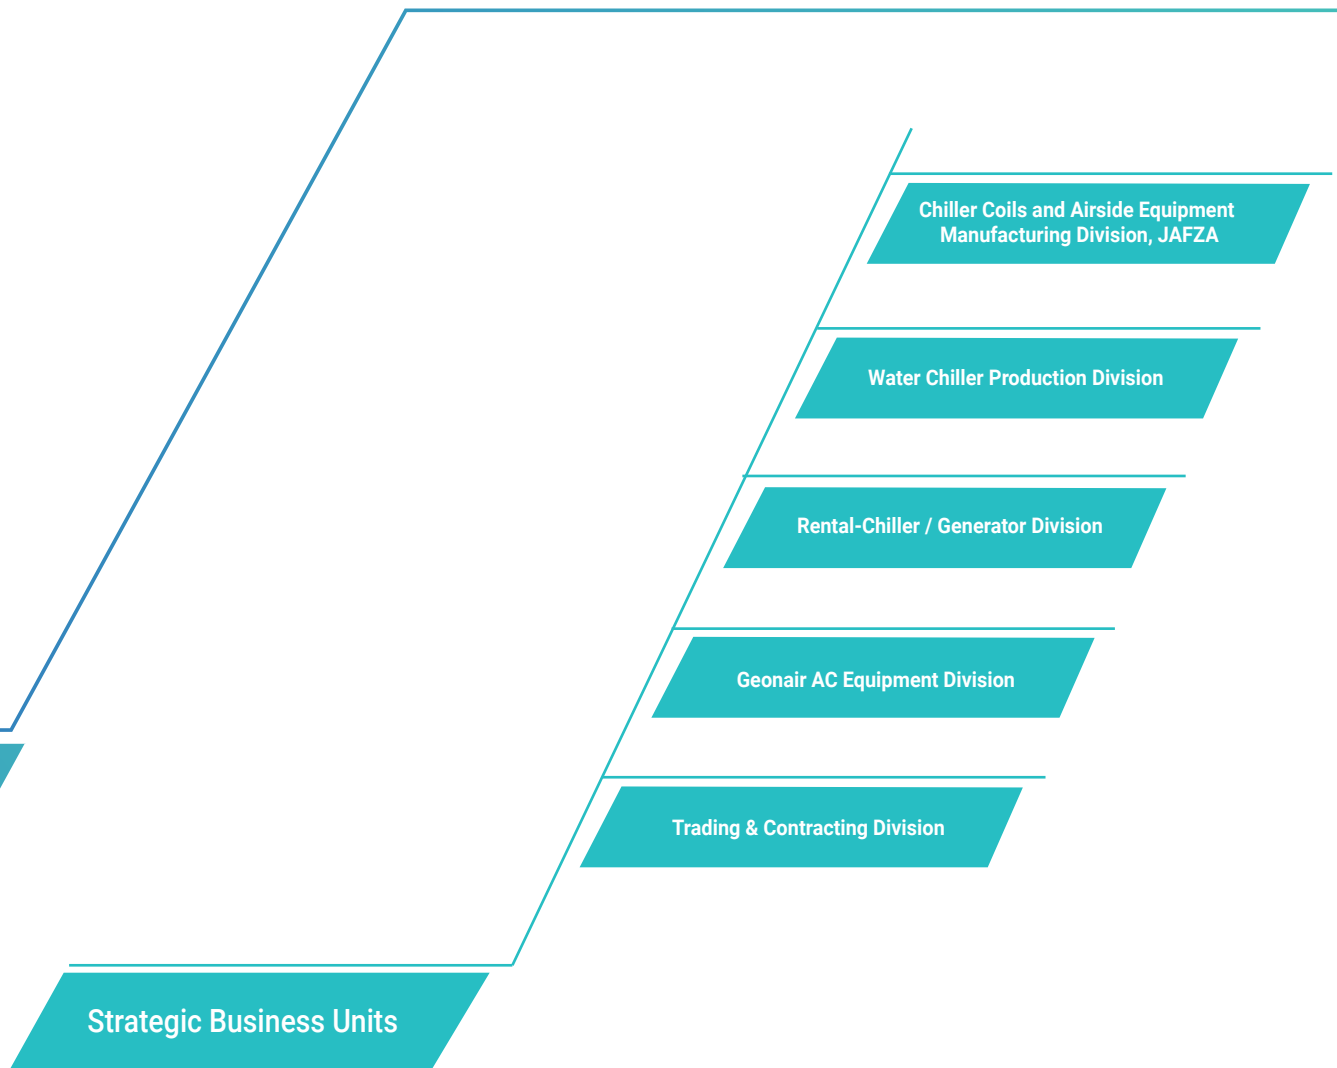 Chiller Coils and Airside Equipment
Manufacturing Division, JAFZA
Water Chiller Production Division
Rental-Chiller / Generator Division
Geonair AC Equipment Division
Trading & Contracting Division
Strategic Business Units